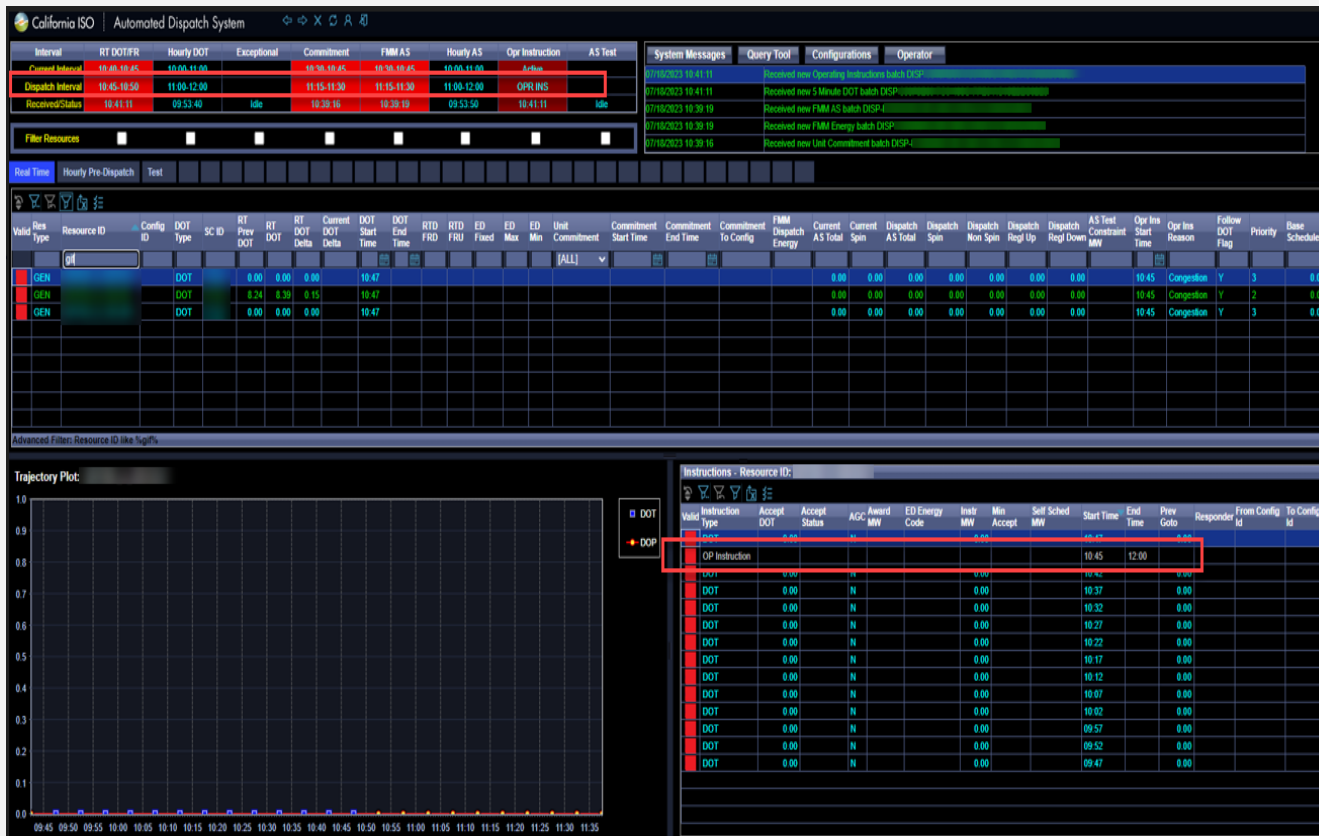 California ISO | Automated Dispatch System
Interval RT DOT/FR Hourly DOT Exceptional Commitment FMM AS Hourly AS Opr Instruction AS Test
Current Interval 10:40-10:45 10:00-11:00 10:30-10:45 10:30-10:45 10:00-11:00 Active
Dispatch Interval 10:45-10:50 11:00-12:00 11:15-11:30 11:15-11:30 11:00-12:00 OPR INS
Received/Status 10:41:11 09:53:40 Idle 10:39:16 10:39:19 09:53:50 10:41:11 Idle
Filter Resources
System Messages Query Tool Configurations Operator
07/18/2023 10:41:11 Received new Operating Instructions batch DISP-
07/18/2023 10:41:11 Received new 5 Minute DOT batch DISP
07/18/2023 10:39:19 Received new FMM AS batch DISP-
07/18/2023 10:39:19 Received new FMM Energy batch DISP
07/18/2023 10:39:16 Received new Unit Commitment batch DISP-
Real Time Hourly Pre-Dispatch Test
Valid Res Type Resource ID Config ID DOT Type SC ID RT Prev DOT RT DOT RT DOT Delta Current DOT Delta DOT Start Time DOT End Time RTD FRD RTD FRU ED Fixed ED Max ED Min Unit Commitment Commitment Start Time Commitment End Time Commitment To Config FMM Dispatch Energy Current AS Total Current Spin Dispatch AS Total Dispatch Spin Dispatch Non Spin Dispatch Regl Up Dispatch Regl Down AS Test Constraint MW Opr Ins Start Time Opr Ins Reason Follow DOT Flag Priority Base Schedule
gif [ALL]
GEN DOT 0.00 0.00 0.00 10:47 0.00 0.00 0.00 0.00 0.00 0.00 0.00 10:45 Congestion Y 3 0.0
GEN DOT 8.24 8.39 0.15 10:47 0.00 0.00 0.00 0.00 0.00 0.00 0.00 10:45 Congestion Y 2 0.0
GEN DOT 0.00 0.00 0.00 10:47 0.00 0.00 0.00 0.00 0.00 0.00 0.00 10:45 Congestion Y 3 0.0
Advanced Filter: Resource ID like %gif%
Trajectory Plot:
1.0
0.9
0.8
0.7
0.6
0.5
0.4
0.3
0.2
0.1
0.0
09:45 09:50 09:55 10:00 10:05 10:10 10:15 10:20 10:25 10:30 10:35 10:40 10:45 10:50 10:55 11:00 11:05 11:10 11:15 11:20 11:25 11:30 11:35
DOT
DOP
Instructions - Resource ID:
Valid Instruction Type Accept DOT Accept Status AGC Award MW ED Energy Code Instr MW Min Accept Self Sched MW Start Time End Time Prev Goto Responder From Config Id To Config Id
DOT 0.00 N 0.00 10:47 0.00
OP Instruction 10:45 12:00
DOT 0.00 N 0.00 10:42 0.00
DOT 0.00 N 0.00 10:37 0.00
DOT 0.00 N 0.00 10:32 0.00
DOT 0.00 N 0.00 10:27 0.00
DOT 0.00 N 0.00 10:22 0.00
DOT 0.00 N 0.00 10:17 0.00
DOT 0.00 N 0.00 10:12 0.00
DOT 0.00 N 0.00 10:07 0.00
DOT 0.00 N 0.00 10:02 0.00
DOT 0.00 N 0.00 09:57 0.00
DOT 0.00 N 0.00 09:52 0.00
DOT 0.00 N 0.00 09:47 0.00